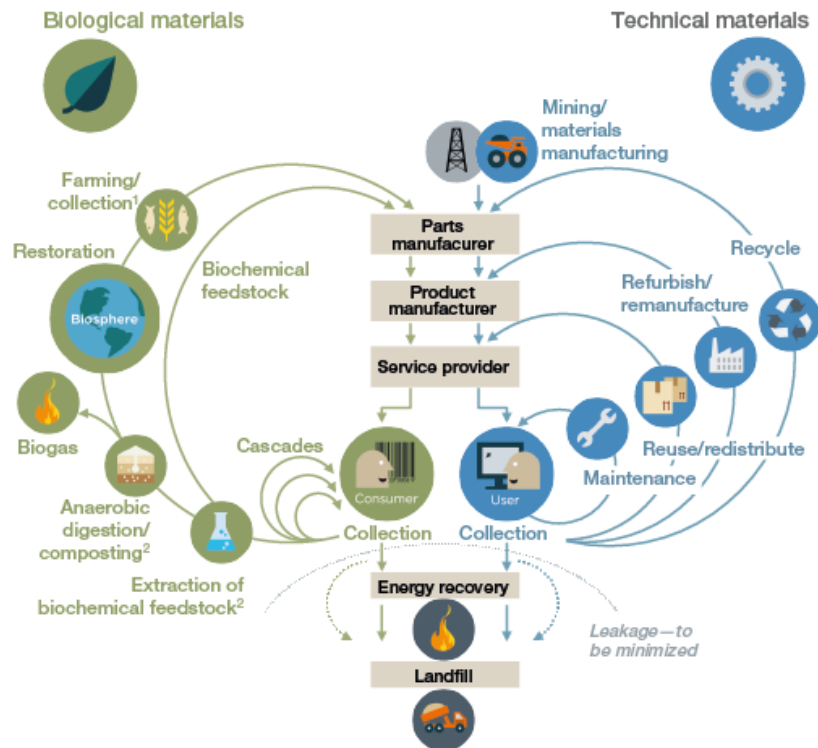 Biological materials
Technical materials
Mining/
materials
manufacturing
Farming/
collection¹
Parts
manufacurer
Restoration
Biochemical
feedstock
Recycle
Refurbish/
remanufacture
Product
manufacturer
Biosphere
Service provider
Biogas
Cascades
Consumer
User
Reuse/redistribute
Maintenance
Anaerobic
digestion/
composting²
Collection
Collection
Extraction of
biochemical feedstock²
Energy recovery
Leakage—to
be minimized
Landfill